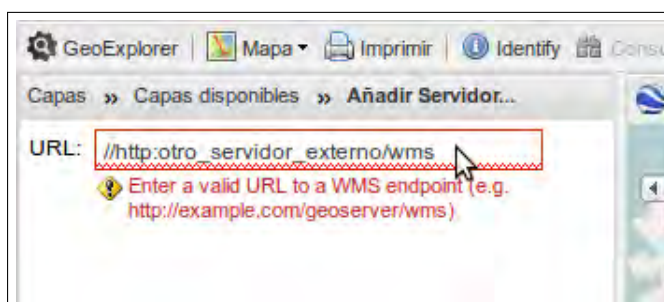 GeoExplorer Mapa Imprimir Identify
Capas » Capas disponibles » Añadir Servidor...
URL: //http:otro_servidor_externo/wms
Enter a valid URL to a WMS endpoint (e.g.
http://example.com/geoserver/wms)